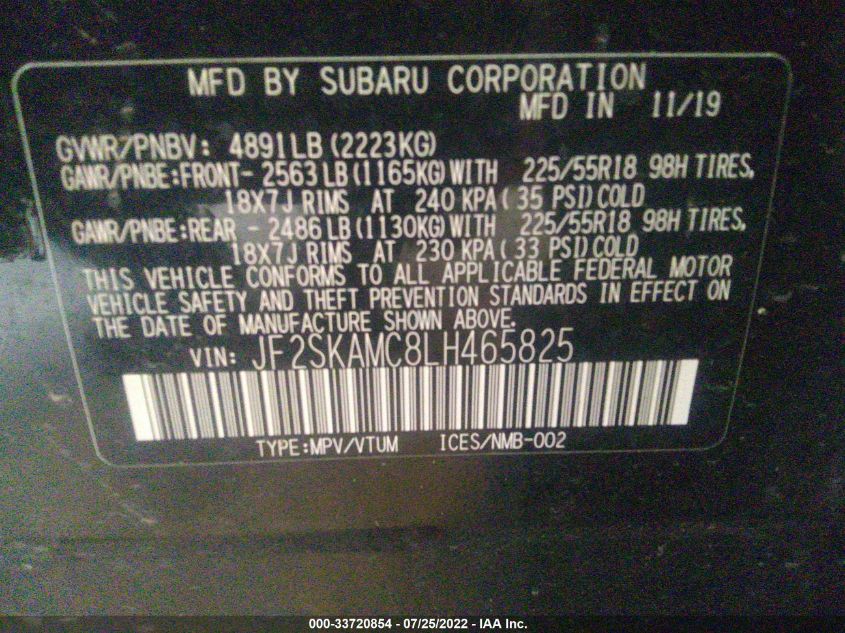 MFD BY SUBARU CORPORATION
MFD IN 11/19
GVWR/PNBV: 4891LB (2223KG)
GAWR/PNBE:FRONT- 2563LB (1165KG)WITH 225/55R18 98H TIRES,
18X7J RIMS AT 240 KPA( 35 PSI)COLD
GAWR/PNBE:REAR - 2486LB (1130KG)WITH 225/55R18 98H TIRES,
18X7J RIMS AT 230 KPA( 33 PSI)COLD
THIS VEHICLE CONFORMS TO ALL APPLICABLE FEDERAL MOTOR
VEHICLE SAFETY AND THEFT PREVENTION STANDARDS IN EFFECT ON
THE DATE OF MANUFACTURE SHOWN ABOVE.
VIN: JF2SKAMC8LH465825
TYPE:MPV/VTUM ICES/NMB-002
000-33720854 - 07/25/2022 - IAA Inc.